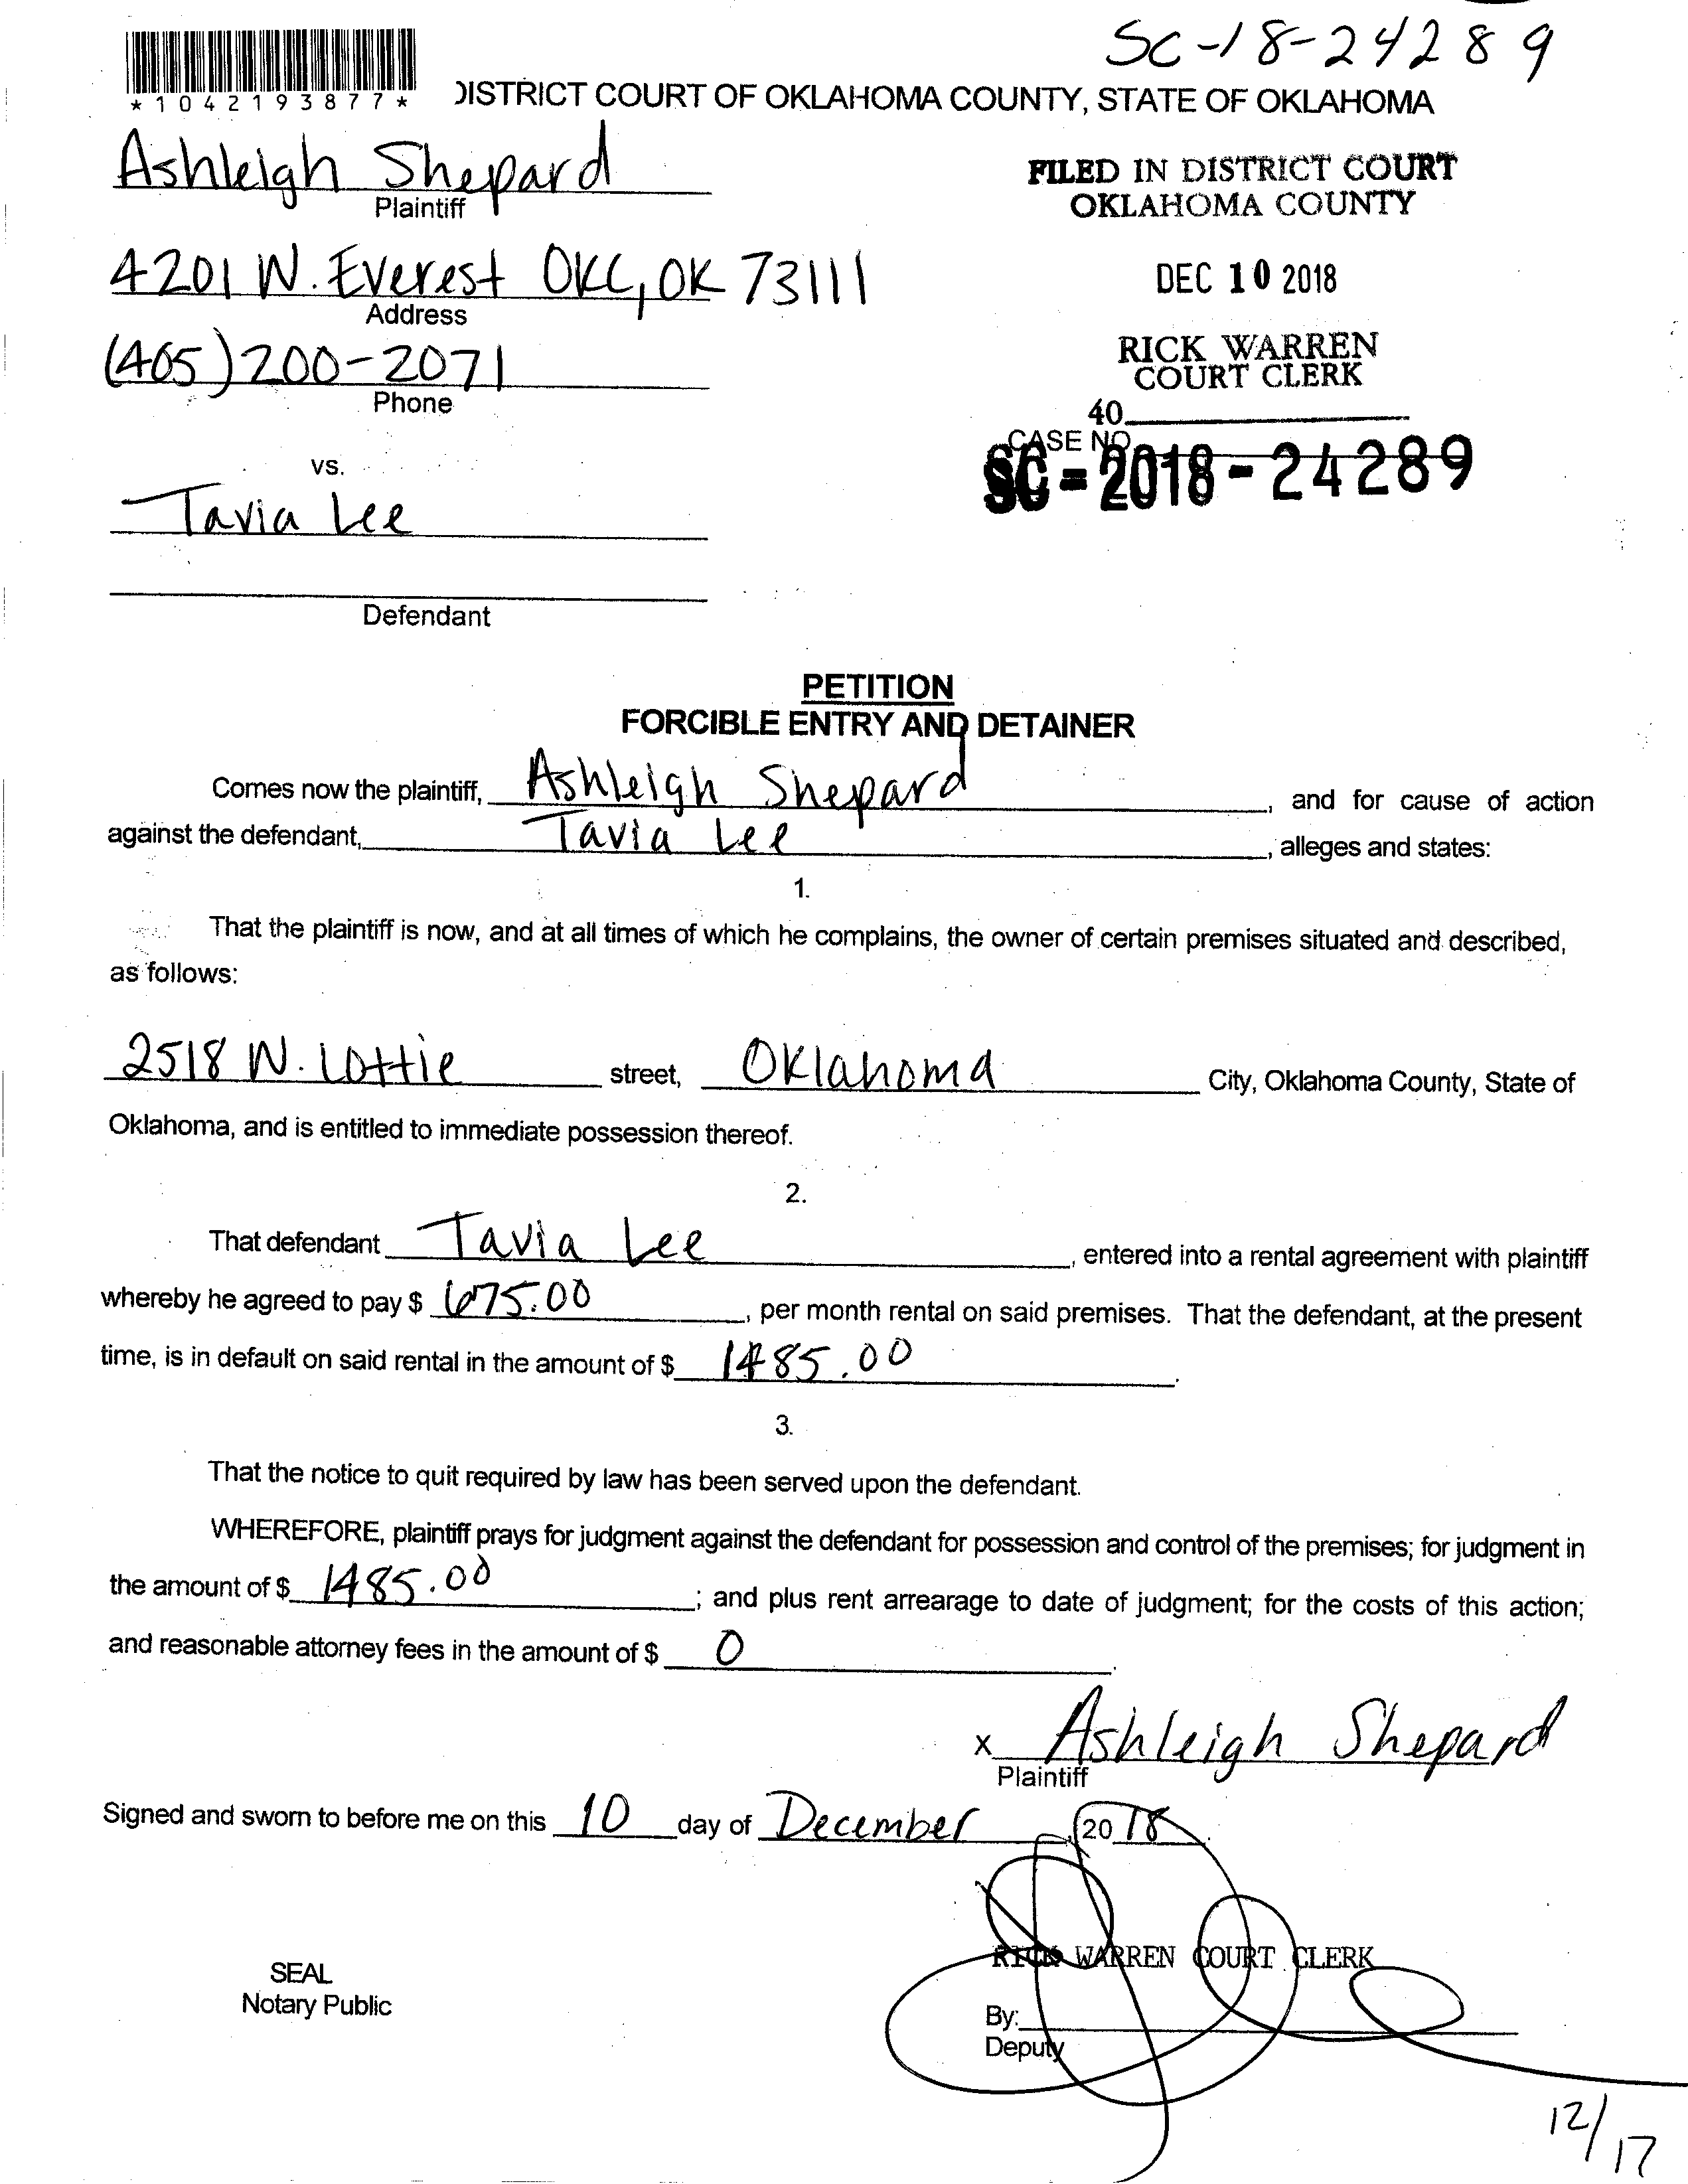 SC-18-24289
*1042193877*
DISTRICT COURT OF OKLAHOMA COUNTY, STATE OF OKLAHOMA
Ashleigh Shepard
Plaintiff
FILED IN DISTRICT COURT
OKLAHOMA COUNTY
4201 N. Everest OKC, OK 73111
Address
DEC 10 2018
(405) 200-2071
Phone
RICK WARREN
COURT CLERK
40
CASE NO.
SC-2018-24289
vs.
Tavia Lee
Defendant
PETITION
FORCIBLE ENTRY AND DETAINER
Comes now the plaintiff, Ashleigh Shepard, and for cause of action
against the defendant, Tavia Lee, alleges and states:
1.
That the plaintiff is now, and at all times of which he complains, the owner of certain premises situated and described,
as follows:
2518 N. Lottie street, Oklahoma City, Oklahoma County, State of
Oklahoma, and is entitled to immediate possession thereof.
2.
That defendant Tavia Lee, entered into a rental agreement with plaintiff
whereby he agreed to pay $ 675.00, per month rental on said premises. That the defendant, at the present
time, is in default on said rental in the amount of $ 1485.00.
3.
That the notice to quit required by law has been served upon the defendant.
WHEREFORE, plaintiff prays for judgment against the defendant for possession and control of the premises; for judgment in
the amount of $ 1485.00; and plus rent arrearage to date of judgment; for the costs of this action;
and reasonable attorney fees in the amount of $ 0.
X Ashleigh Shepard
Plaintiff
Signed and sworn to before me on this 10 day of December, 2018.
RICK WARREN COURT CLERK
SEAL
Notary Public
By:
Deputy
12/17